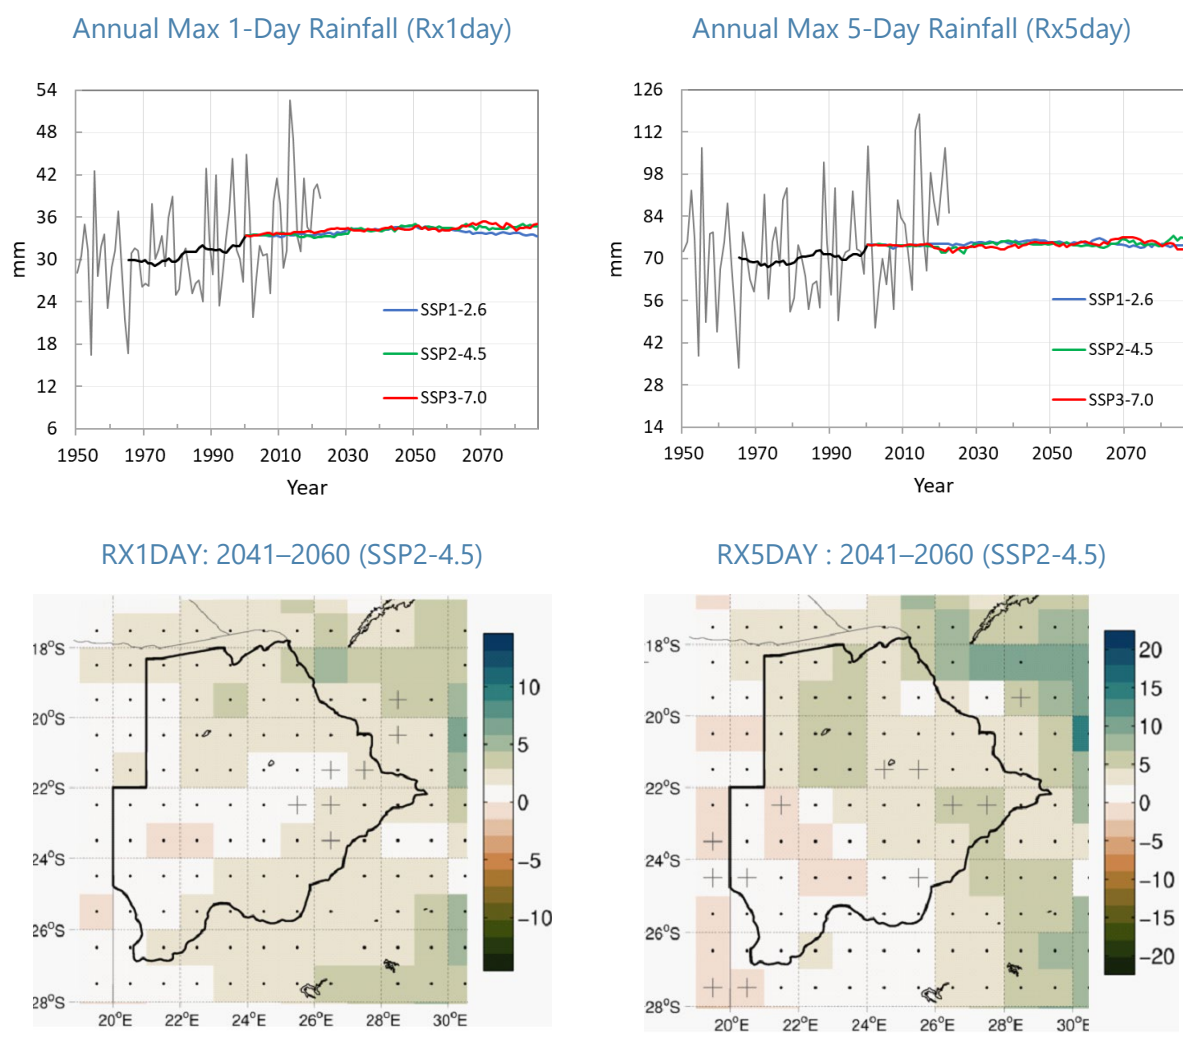 Annual Max 1-Day Rainfall (Rx1day)
54
48
42
36
30
24
18
12
6
mm
1950 1970 1990 2010 2030 2050 2070
Year
SSP1-2.6
SSP2-4.5
SSP3-7.0
Annual Max 5-Day Rainfall (Rx5day)
126
112
98
84
70
56
42
28
14
mm
1950 1970 1990 2010 2030 2050 2070
Year
SSP1-2.6
SSP2-4.5
SSP3-7.0
RX1DAY: 2041–2060 (SSP2-4.5)
18°S
20°S
22°S
24°S
26°S
28°S
20°E 22°E 24°E 26°E 28°E 30°E
10
5
0
−5
−10
RX5DAY : 2041–2060 (SSP2-4.5)
18°S
20°S
22°S
24°S
26°S
28°S
20°E 22°E 24°E 26°E 28°E 30°E
20
15
10
5
0
−5
−10
−15
−20